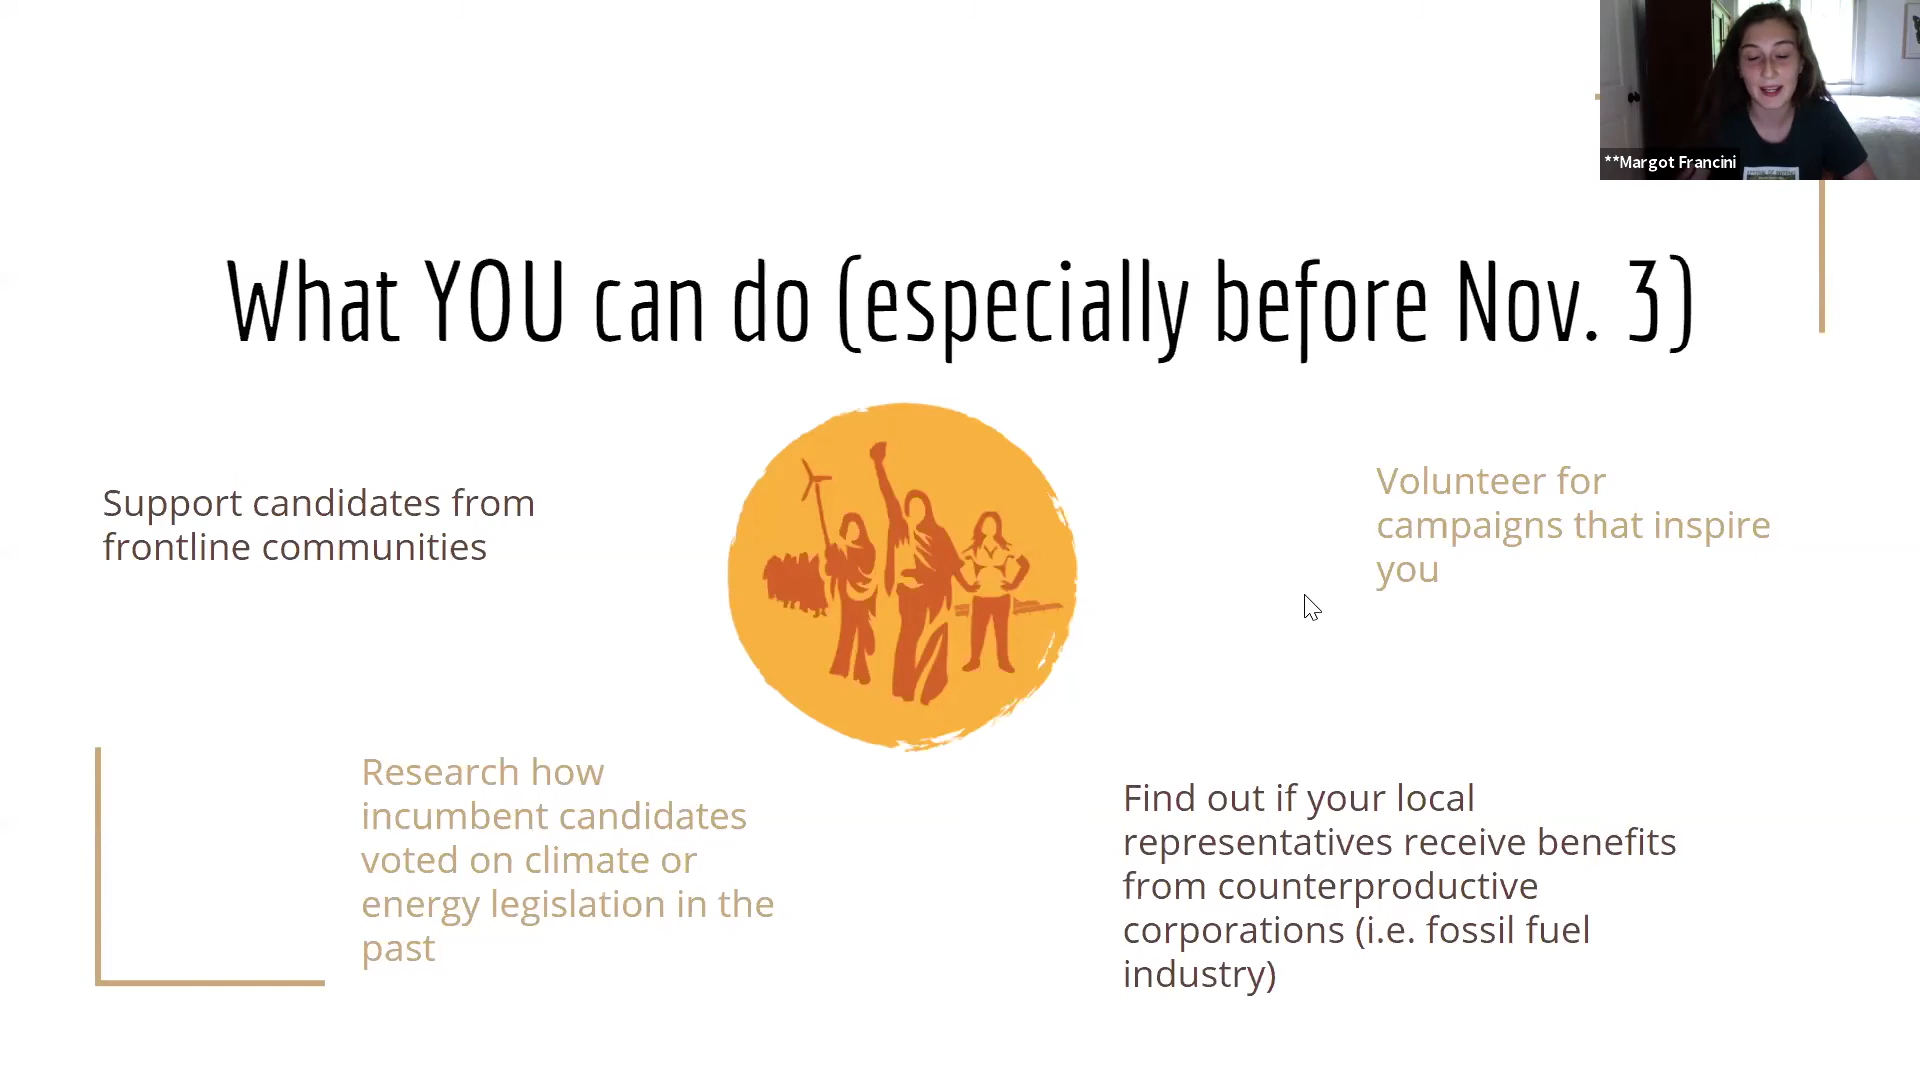 **Margot Francini
What YOU can do (especially before Nov. 3)
Support candidates from
frontline communities
Volunteer for
campaigns that inspire
you
Research how
incumbent candidates
voted on climate or
energy legislation in the
past
Find out if your local
representatives receive benefits
from counterproductive
corporations (i.e. fossil fuel
industry)